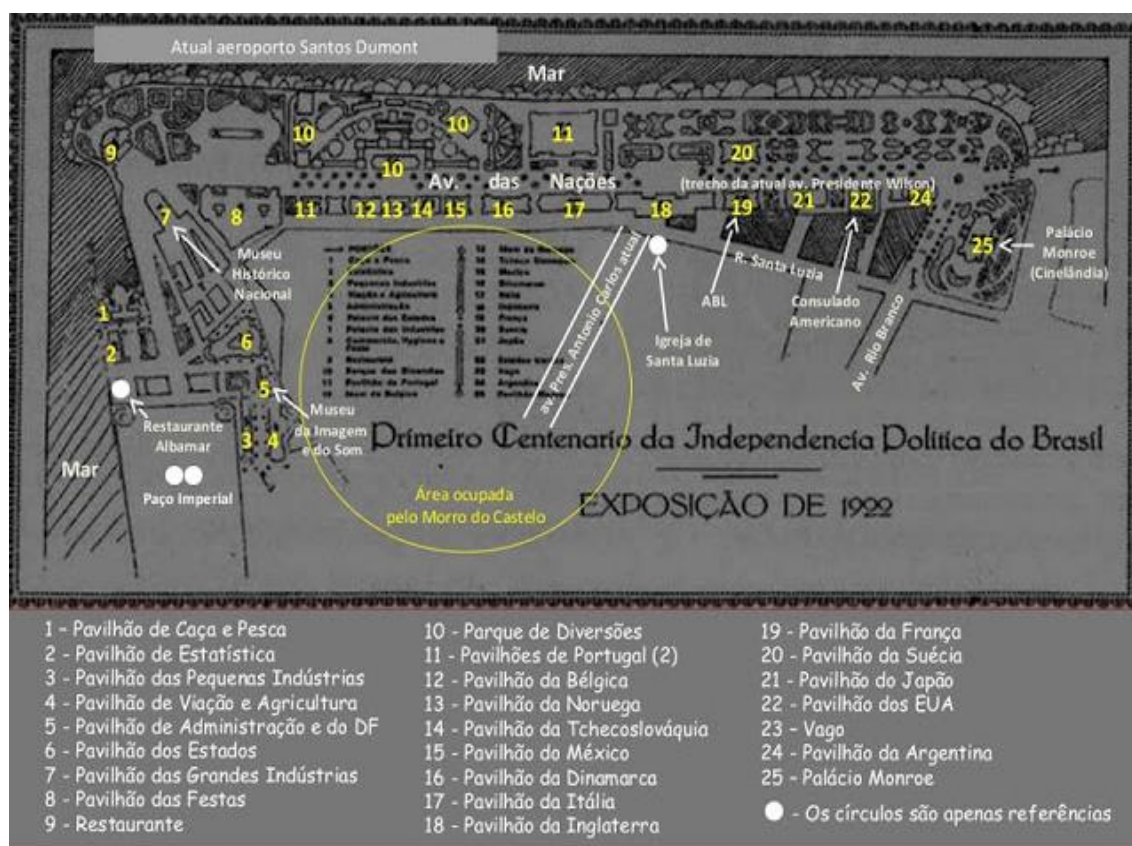 Atual aeroporto Santos Dumont
Mar
10
10
11
9
10
20
Av. das Nações
(trecho da atual av. Presidente Wilson)
7
8
11
12
13
14
15
16
17
18
19
21
22
24
25
Palácio
Monroe
(Cinelândia)
Museu
Histórico
Nacional
R. Santa Luzia
ABL
Consulado
Americano
Igreja de
Santa Luzia
av. Pres. Antonio Carlos atual
Av. Rio Branco
1
2
6
5
3
4
Restaurante
Albamar
Museu
da Imagem
e do Som
Mar
Paço Imperial
Primeiro Centenario da Independencia Politica do Brasil
EXPOSIÇÃO DE 1922
Área ocupada
pelo Morro do Castelo
1 - Pavilhão de Caça e Pesca
2 - Pavilhão de Estatística
3 - Pavilhão das Pequenas Indústrias
4 - Pavilhão de Viação e Agricultura
5 - Pavilhão de Administração e do DF
6 - Pavilhão dos Estados
7 - Pavilhão das Grandes Indústrias
8 - Pavilhão das Festas
9 - Restaurante
10 - Parque de Diversões
11 - Pavilhões de Portugal (2)
12 - Pavilhão da Bélgica
13 - Pavilhão da Noruega
14 - Pavilhão da Tchecoslováquia
15 - Pavilhão do México
16 - Pavilhão da Dinamarca
17 - Pavilhão da Itália
18 - Pavilhão da Inglaterra
19 - Pavilhão da França
20 - Pavilhão da Suécia
21 - Pavilhão do Japão
22 - Pavilhão dos EUA
23 - Vago
24 - Pavilhão da Argentina
25 - Palácio Monroe
- Os círculos são apenas referências